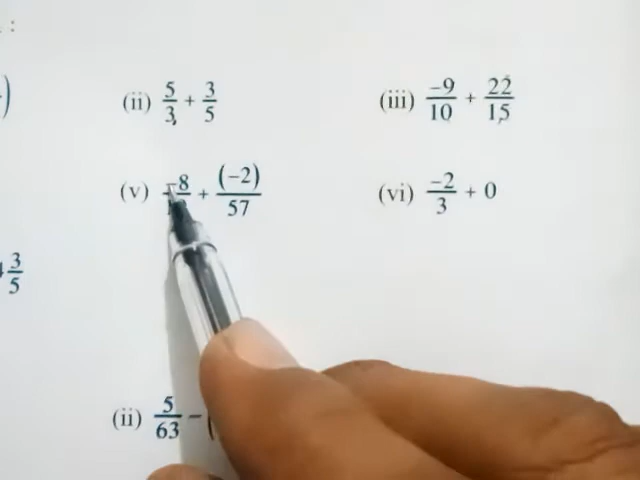 :
(ii) 5/3 + 3/5 (iii) -9/10 + 22/15
(v) -8/ + (-2)/57 (vi) -2/3 + 0
3/5
(ii) 5/63 - (